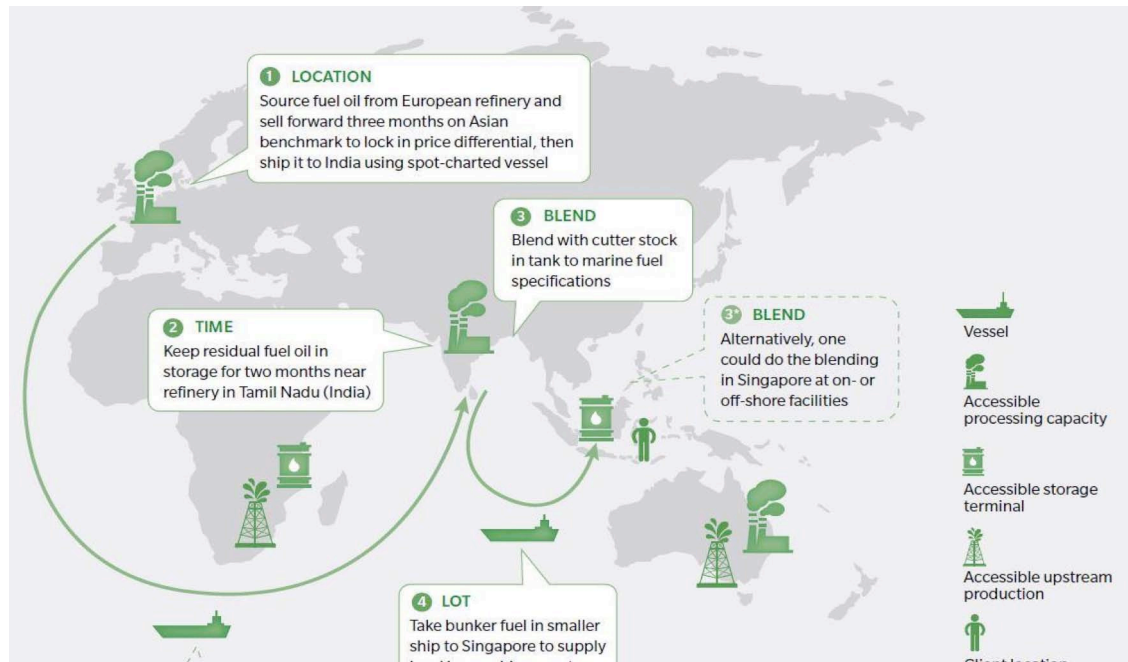 1 LOCATION
Source fuel oil from European refinery and
sell forward three months on Asian
benchmark to lock in price differential, then
ship it to India using spot-charted vessel
3 BLEND
Blend with cutter stock
in tank to marine fuel
specifications
2 TIME
Keep residual fuel oil in
storage for two months near
refinery in Tamil Nadu (India)
3* BLEND
Alternatively, one
could do the blending
in Singapore at on- or
off-shore facilities
4 LOT
Take bunker fuel in smaller
ship to Singapore to supply
Vessel
Accessible
processing capacity
Accessible storage
terminal
Accessible upstream
production
Client location